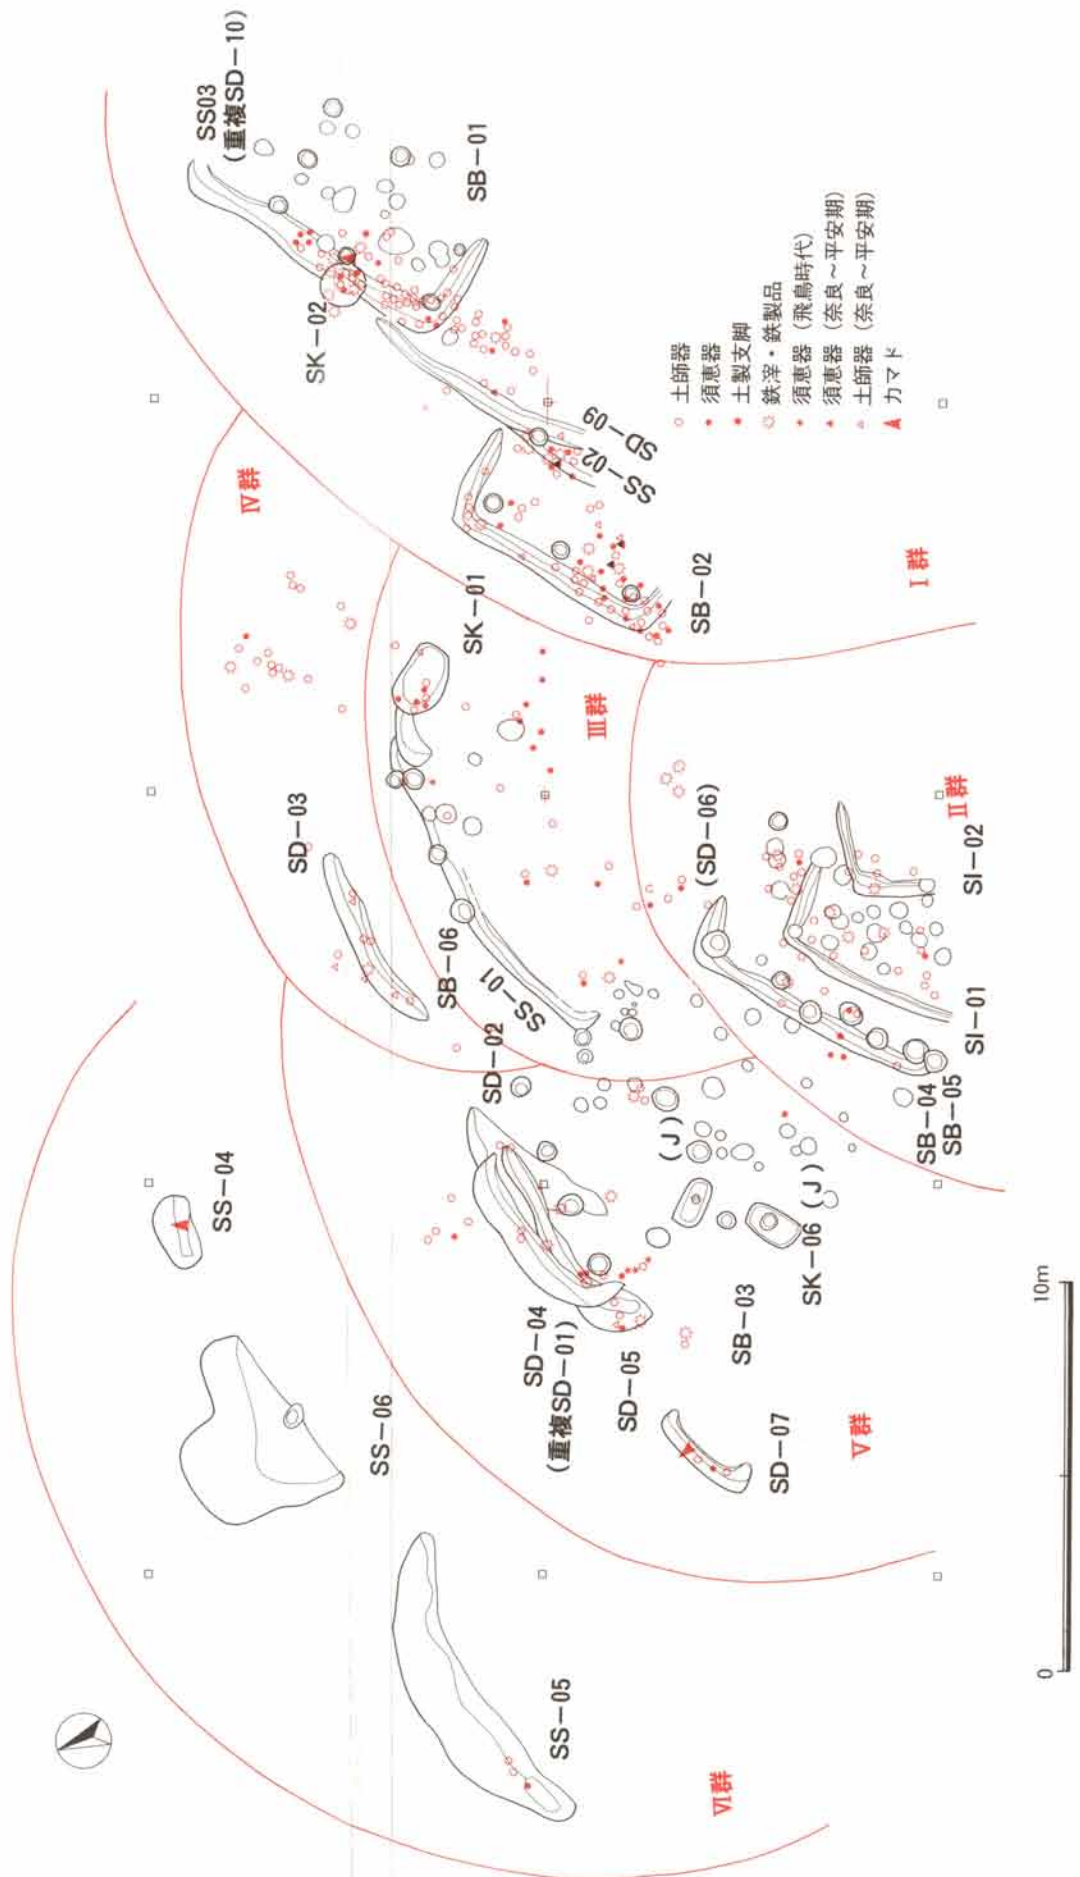 SS03
(重複SD-10)
SB-01
SK-02
SD-09
SS-02
SB-02
Ⅰ群
○ 土師器
• 須恵器
● 土製支脚
鉄滓・鉄製品
須恵器 (飛鳥時代)
▲ 須恵器 (奈良~平安期)
△ 土師器 (奈良~平安期)
▲ カマド
Ⅳ群
SK-01
Ⅲ群
SD-03
SB-06
SS-01
(SD-06)
Ⅱ群
SI-02
SI-01
SB-04
SB-05
SD-02
(J)
SK-06 (J)
SB-03
SD-04
(重複SD-01)
SD-05
SD-07
Ⅴ群
SS-04
SS-06
SS-05
Ⅵ群
0
10m